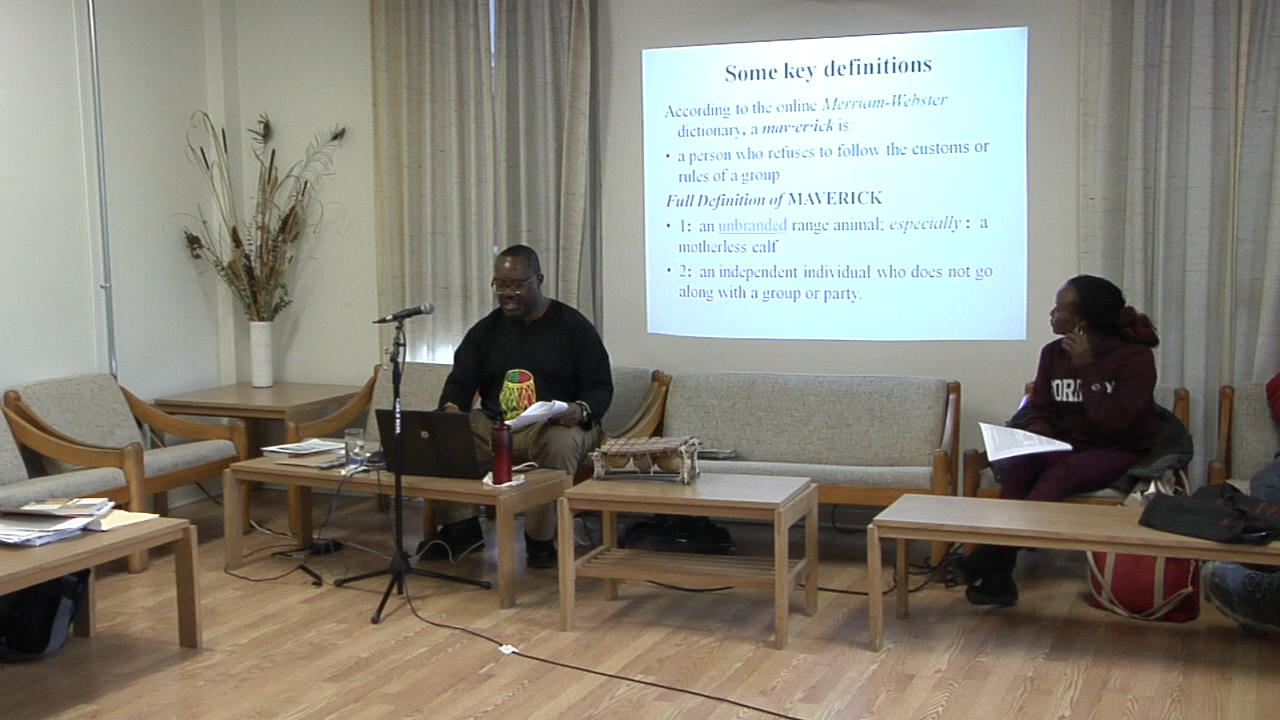 Some key definitions
According to the online Merriam-Webster
dictionary, a mav·er·ick is:
• a person who refuses to follow the customs or
rules of a group
Full Definition of MAVERICK
• 1: an unbranded range animal; especially : a
motherless calf
• 2: an independent individual who does not go
along with a group or party.